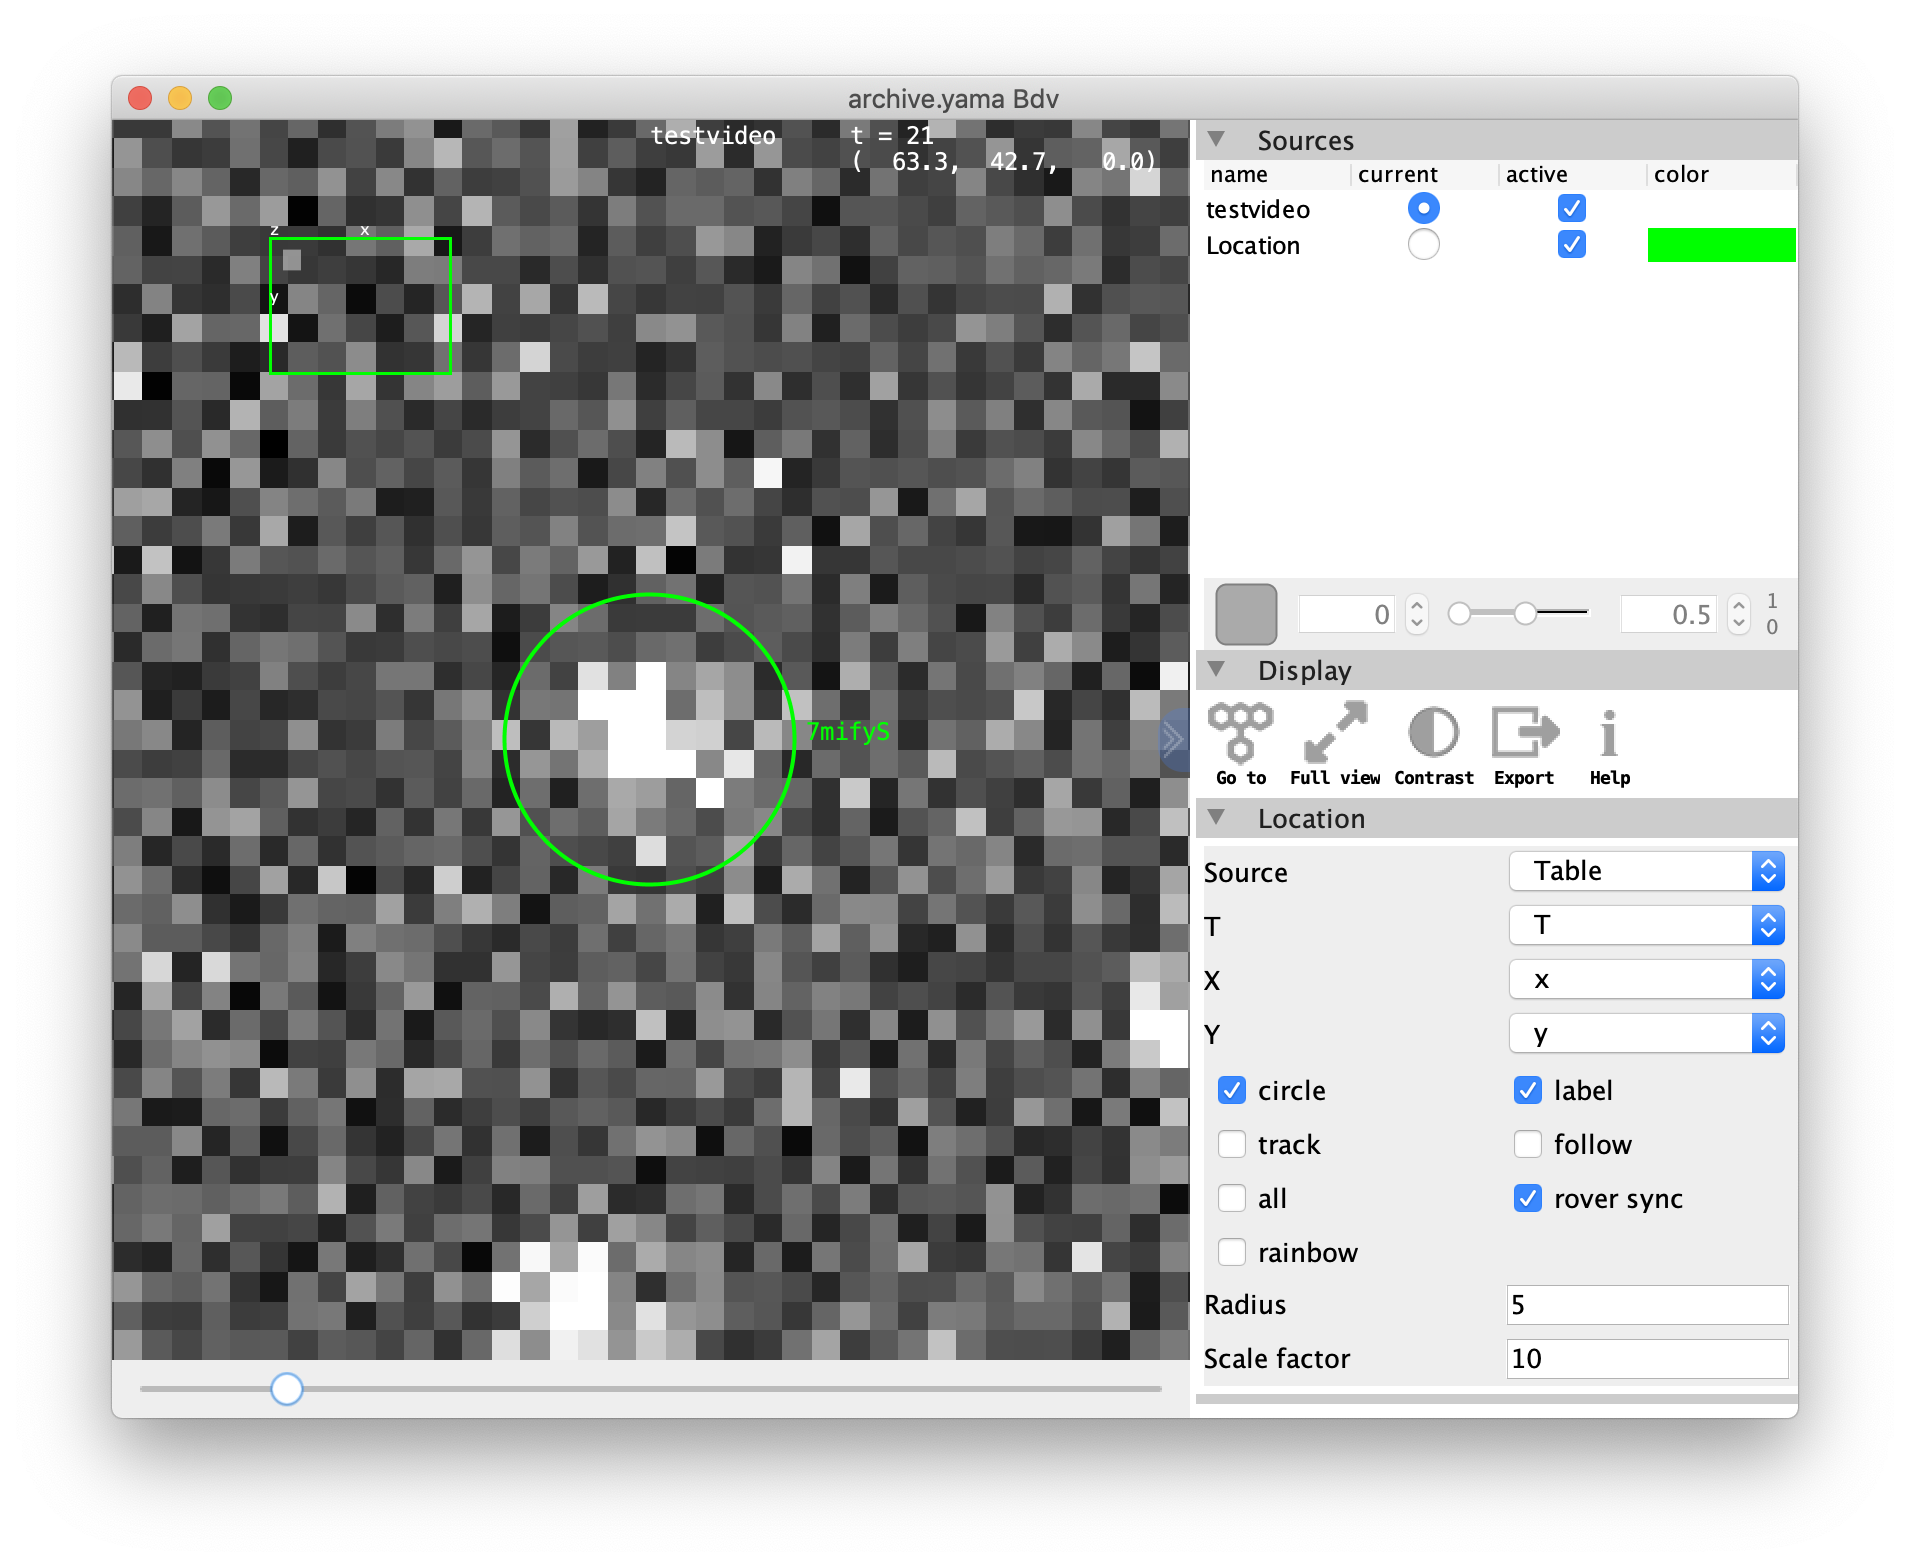 archive.yama Bdv
testvideo t = 21
( 63.3, 42.7, 0.0)
z x
y
7mifyS
Sources
name current active color
testvideo
Location
0 0.5 1
0
Display
Go to Full view Contrast Export Help
Location
Source Table
T T
X x
Y y
circle label
track follow
all rover sync
rainbow
Radius 5
Scale factor 10